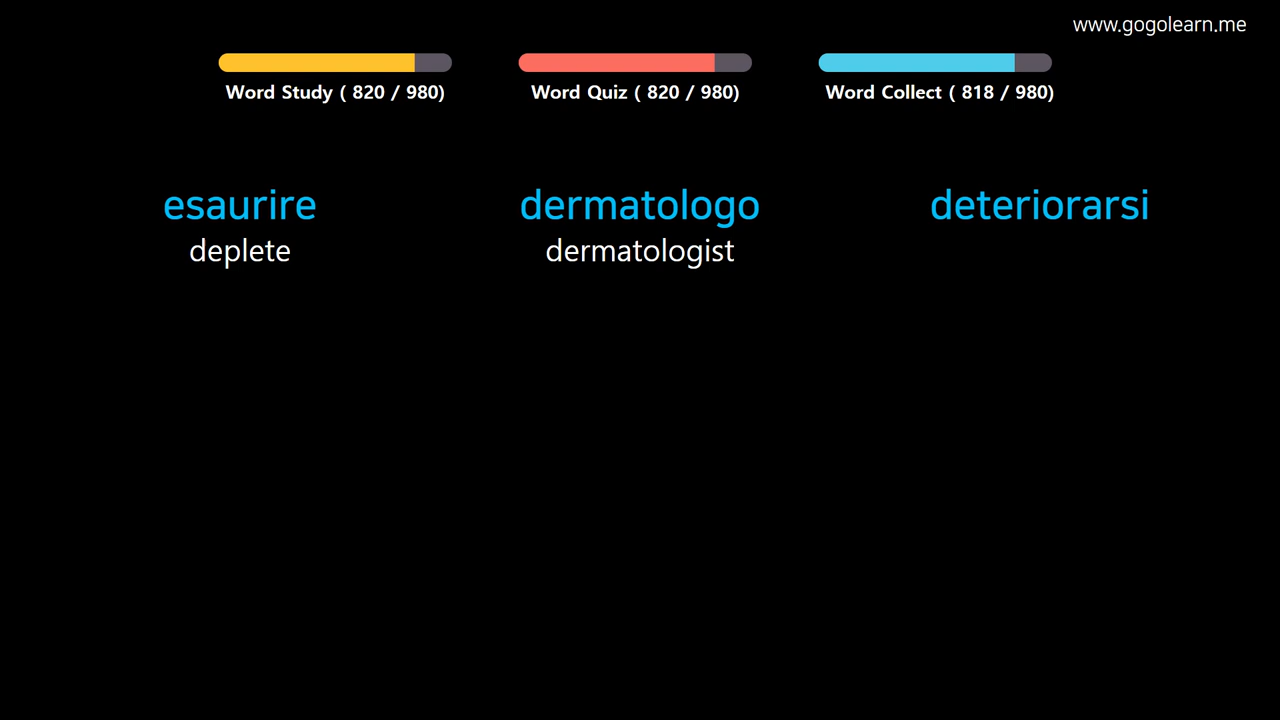 www.gogolearn.me
Word Study ( 820 / 980)
Word Quiz ( 820 / 980)
Word Collect ( 818 / 980)
esaurire
deplete
dermatologo
dermatologist
deteriorarsi